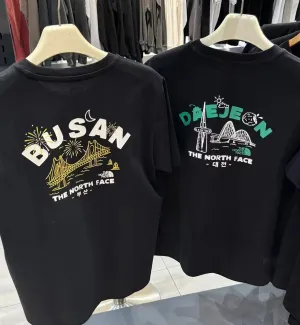 BUSAN
THE NORTH FACE
- 부산 -
DAEJEON
THE NORTH FACE
- 대전 -